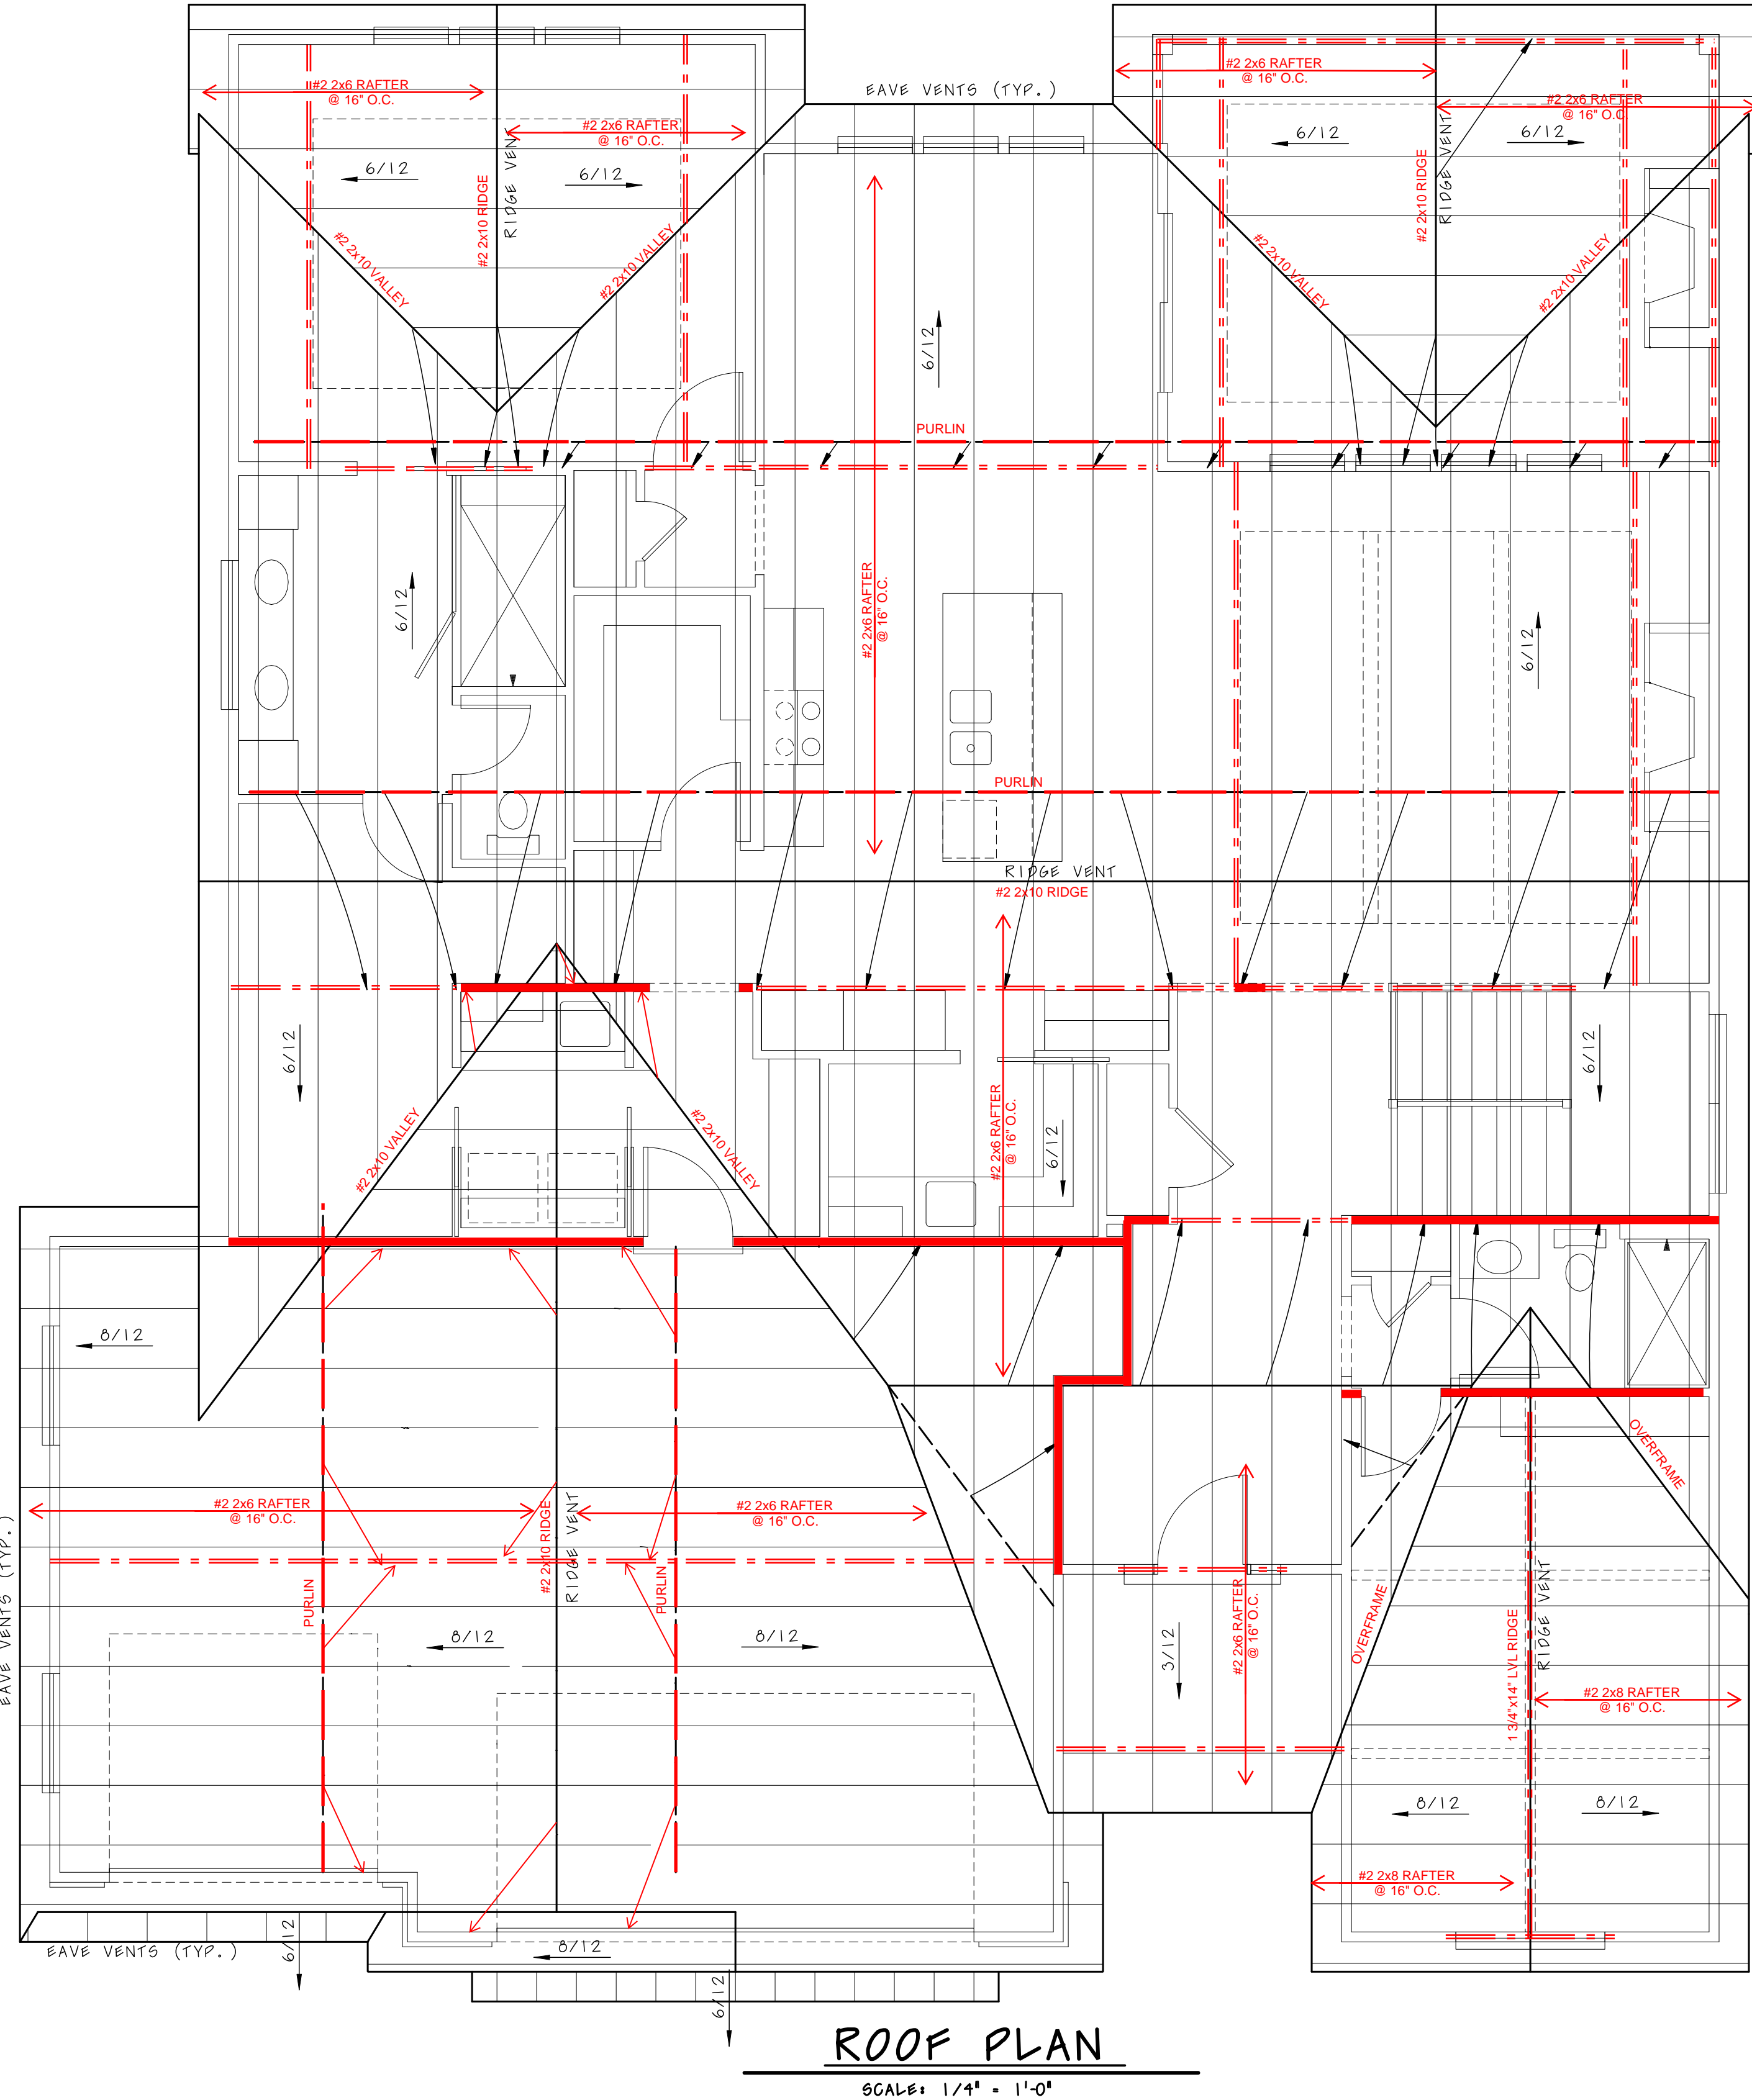 EAVE VENTS (TYP.)
#2 2x6 RAFTER
@ 16" O.C.
#2 2x6 RAFTER
@ 16" O.C.
6/12
6/12
#2 2x10 RIDGE
RIDGE VENT
#2 2x10 VALLEY
#2 2x10 VALLEY
#2 2x6 RAFTER
@ 16" O.C.
#2 2x6 RAFTER
@ 16" O.C.
6/12
6/12
#2 2x10 RIDGE
RIDGE VENT
#2 2x10 VALLEY
#2 2x10 VALLEY
6/12
PURLIN
#2 2x6 RAFTER
@ 16" O.C.
6/12
6/12
PURLIN
RIDGE VENT
#2 2x10 RIDGE
6/12
#2 2x10 VALLEY
#2 2x10 VALLEY
#2 2x6 RAFTER
@ 16" O.C.
6/12
6/12
8/12
#2 2x6 RAFTER
@ 16" O.C.
#2 2x10 RIDGE
RIDGE VENT
#2 2x6 RAFTER
@ 16" O.C.
EAVE VENTS (TYP.)
PURLIN
PURLIN
8/12
8/12
3/12
#2 2x6 RAFTER
@ 16" O.C.
OVERFRAME
OVERFRAME
1 3/4"x14" LVL RIDGE
RIDGE VENT
#2 2x8 RAFTER
@ 16" O.C.
8/12
8/12
#2 2x8 RAFTER
@ 16" O.C.
EAVE VENTS (TYP.)
6/12
8/12
6/12
ROOF PLAN
SCALE: 1/4" = 1'-0"